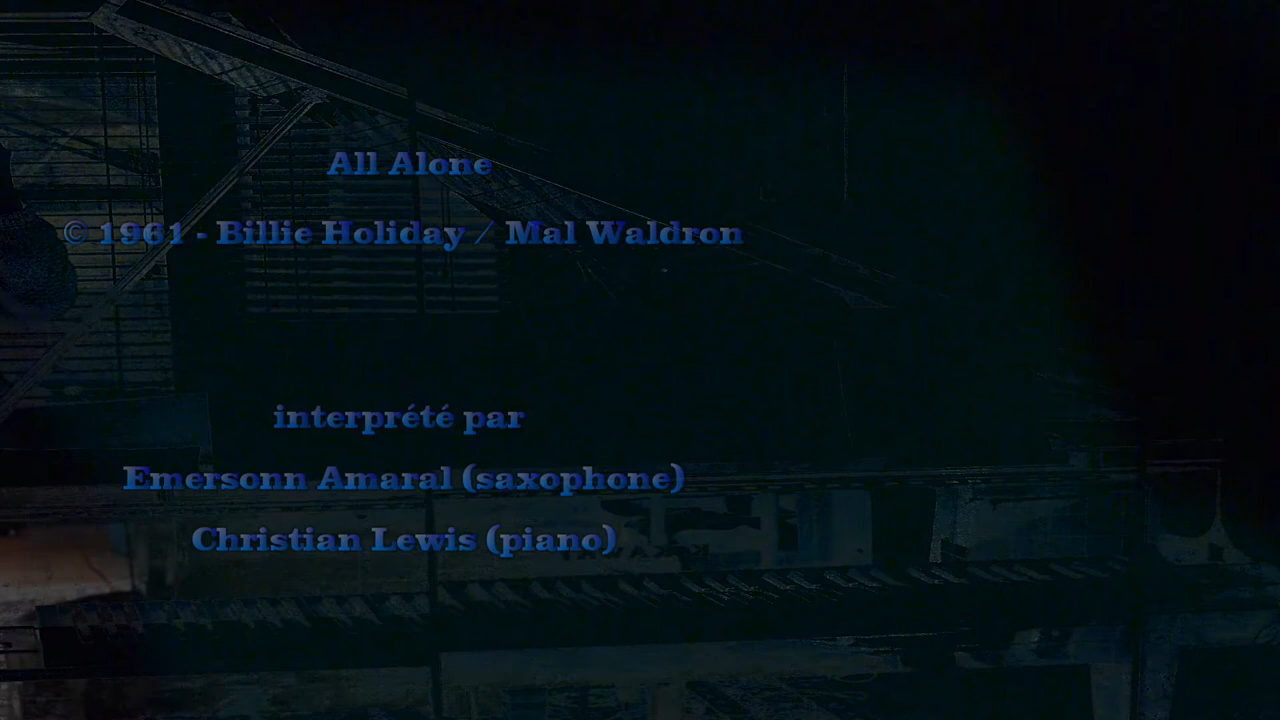 All Alone
© 1961 - Billie Holiday / Mal Waldron
interprété par
Emersonn Amaral (saxophone)
Christian Lewis (piano)